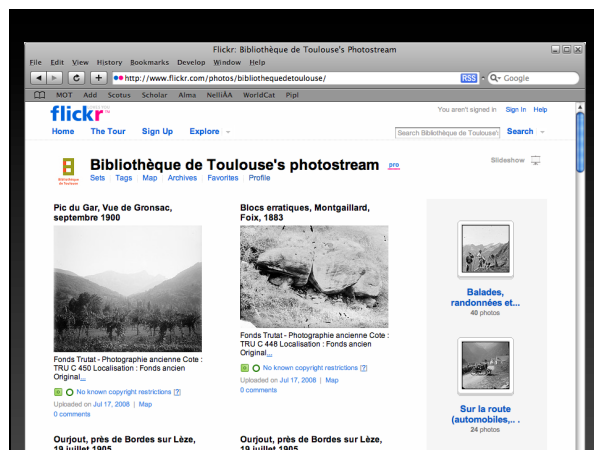 Flickr: Bibliothèque de Toulouse's Photostream
File Edit View History Bookmarks Develop Window Help
http://www.flickr.com/photos/bibliothequedetoulouse/ RSS Google
MOT Add Scotus Scholar Alma NelliÄÄ WorldCat Pipl
flickr
You aren't signed in Sign In Help
Home The Tour Sign Up Explore
Search Bibliothèque de Toulouse' Search
Bibliothèque de Toulouse's photostream pro
Slideshow
Sets Tags Map Archives Favorites Profile
Pic du Gar, Vue de Gronsac,
septembre 1900
Fonds Trutat - Photographie ancienne Cote :
TRU C 450 Localisation : Fonds ancien
Original...
No known copyright restrictions [?]
Uploaded on Jul 17, 2008 | Map
0 comments
Blocs erratiques, Montgaillard,
Foix, 1883
Fonds Trutat - Photographie ancienne Cote :
TRU C 448 Localisation : Fonds ancien
Original...
No known copyright restrictions [?]
Uploaded on Jul 17, 2008 | Map
0 comments
Balades,
randonnées et...
40 photos
Sur la route
(automobiles,.. .
24 photos
Ourjout, près de Bordes sur Lèze,
19 juillet 1905
Ourjout, près de Bordes sur Lèze,
19 juillet 1905